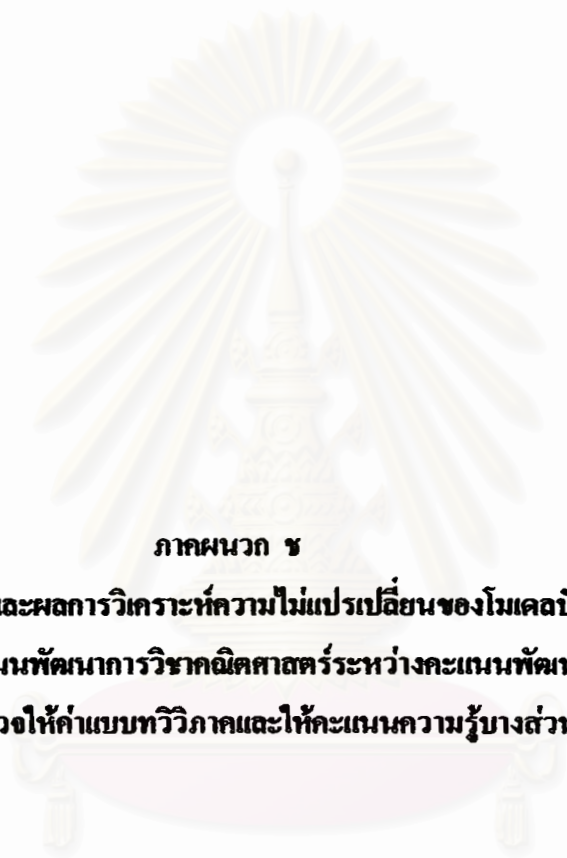 ภาคผนวก ช
และผลการวิเคราะห์ความไม่แปรเปลี่ยนของโมเดล
พัฒนาการวิชาคณิตศาสตร์ระหว่างคะแนน
ให้ค่าแบบทวิวิภาคและให้คะแนนความรู้บางส่วน